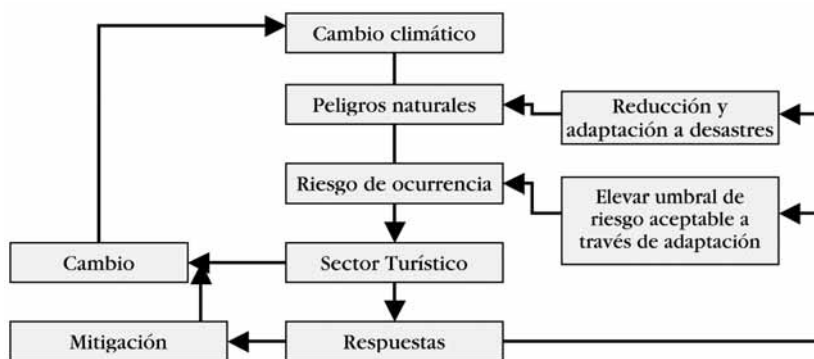 Cambio climático
Peligros naturales
Reducción y
adaptación a desastres
Riesgo de ocurrencia
Elevar umbral de
riesgo aceptable a
través de adaptación
Cambio
Sector Turístico
Mitigación
Respuestas